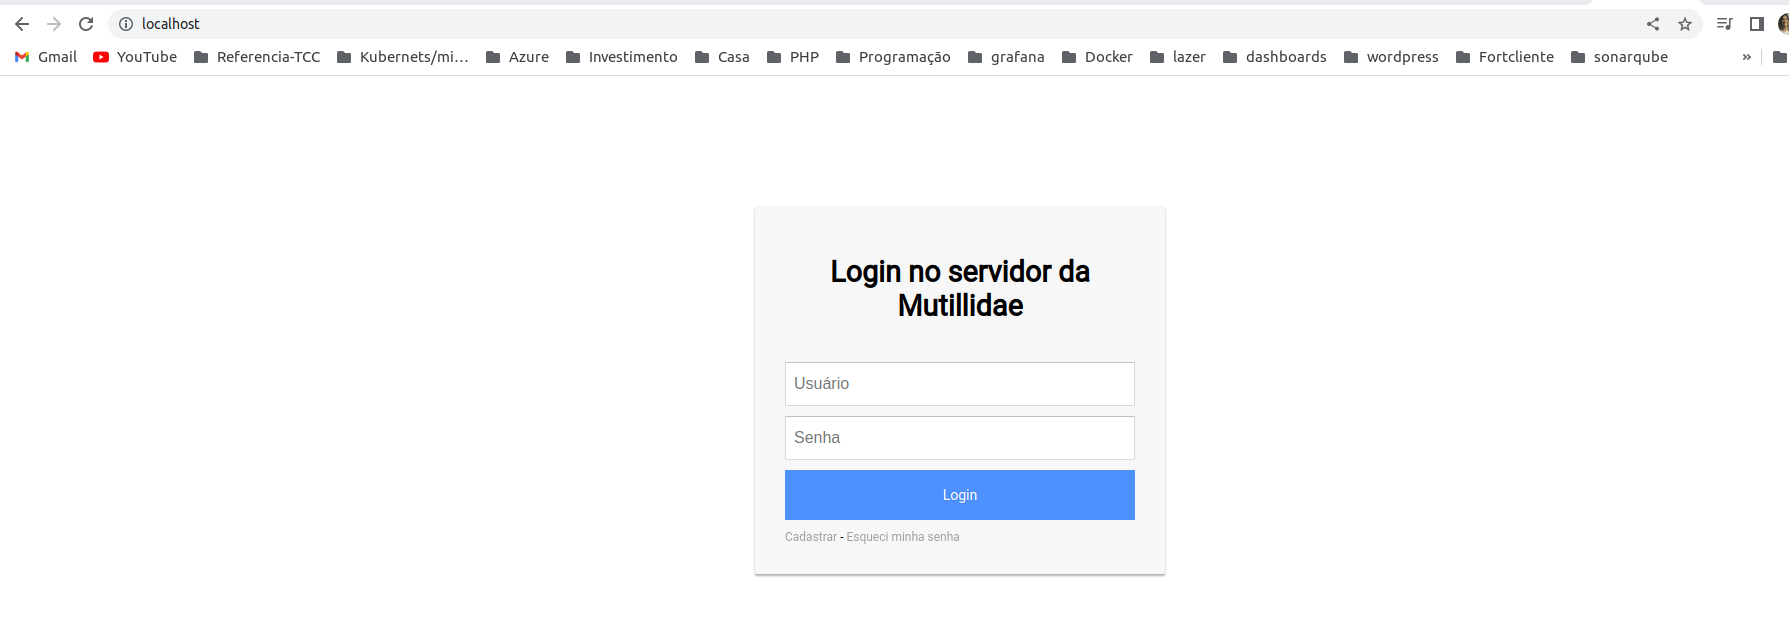 localhost
Gmail YouTube Referencia-TCC Kubernets/mi... Azure Investimento Casa PHP Programação grafana Docker lazer dashboards wordpress Fortcliente sonarqube »
Login no servidor da
Mutillidae
Usuário
Senha
Login
Cadastrar - Esqueci minha senha